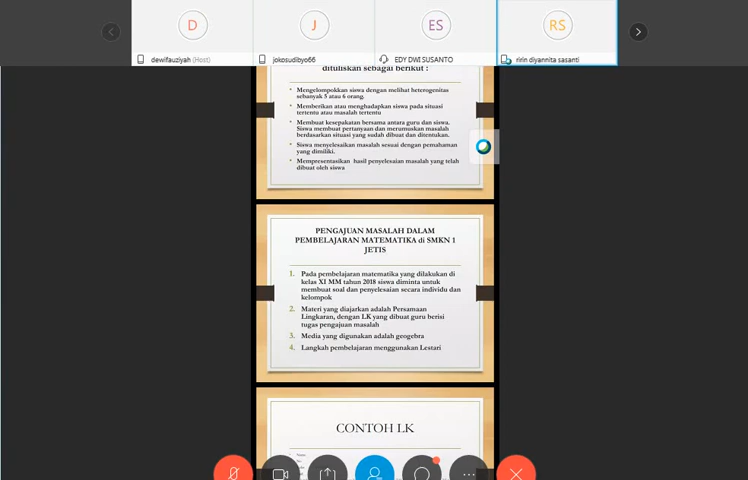 D
J
ES
RS
dewifauziyah (Host)
jokosudibyo66
EDY DWI SUSANTO
ririn diyannita sasanti
dituliskan sebagai berikut :
• Mengelompokkan siswa dengan melihat heterogenitas
sebanyak 5 atau 6 orang.
• Memberikan atau menghadapkan siswa pada situasi
tertentu atau masalah tertentu
• Membuat kesepakatan bersama antara guru dan siswa.
Siswa membuat pertanyaan dan merumuskan masalah
berdasarkan situasi yang sudah dibuat dan ditentukan.
• Siswa menyelesaikan masalah sesuai dengan pemahaman
yang dimiliki.
• Mempresentasikan hasil penyelesaian masalah yang telah
dibuat oleh siswa
PENGAJUAN MASALAH DALAM
PEMBELAJARAN MATEMATIKA di SMKN 1
JETIS
1. Pada pembelajaran matematika yang dilakukan di
kelas XI MM tahun 2018 siswa diminta untuk
membuat soal dan penyelesaian secara individu dan
kelompok
2. Materi yang diajarkan adalah Persamaan
Lingkaran, dengan LK yang dibuat guru berisi
tugas pengajuan masalah
3. Media yang digunakan adalah geogebra
4. Langkah pembelajaran menggunakan Lestari
CONTOH LK